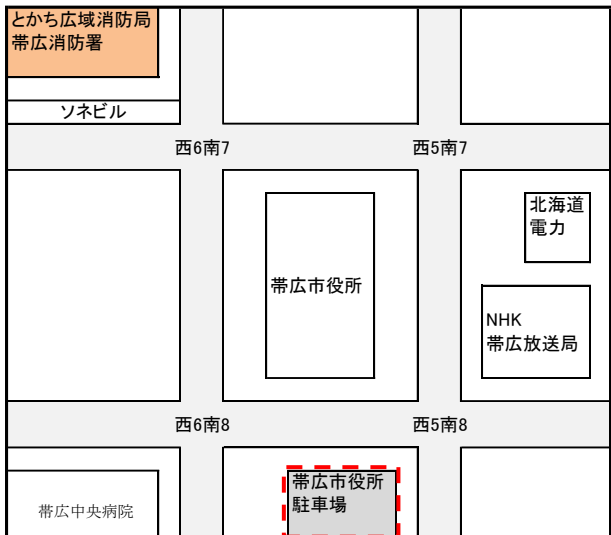 とかち広域消防局
帯広消防署
ソネビル
西6南7
西5南7
北海道
電力
帯広市役所
NHK
帯広放送局
西6南8
西5南8
帯広市役所
駐車場
帯広中央病院